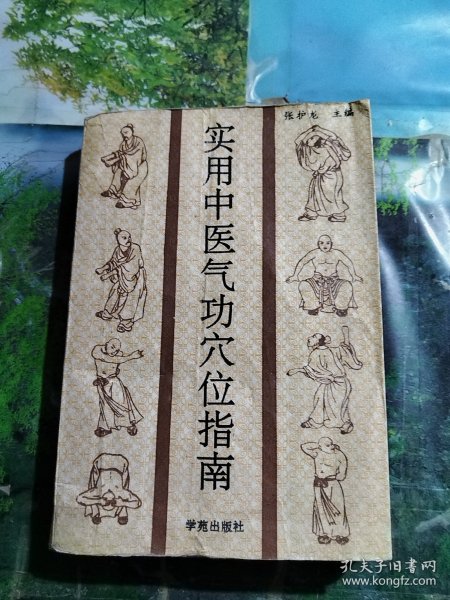 张护龙 主编
实用中医气功穴位指南
学苑出版社
孔夫子旧书网
www.kongfz.com